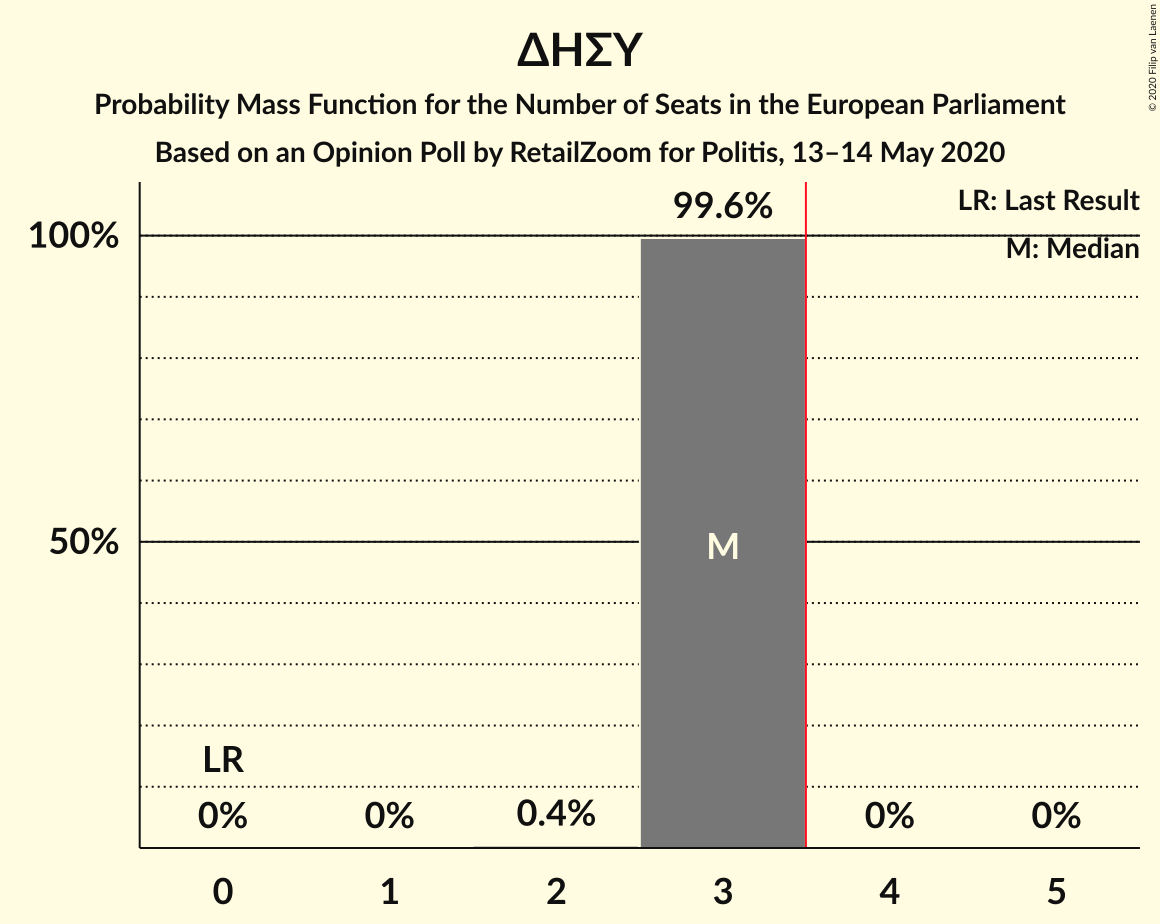 ΔΗΣΥ
Probability Mass Function for the Number of Seats in the European Parliament
Based on an Opinion Poll by RetailZoom for Politis, 13–14 May 2020
© 2020 Filip van Laenen
LR: Last Result
M: Median
99.6%
100%
50%
M
LR
0%
0%
0.4%
0%
0%
0
1
2
3
4
5